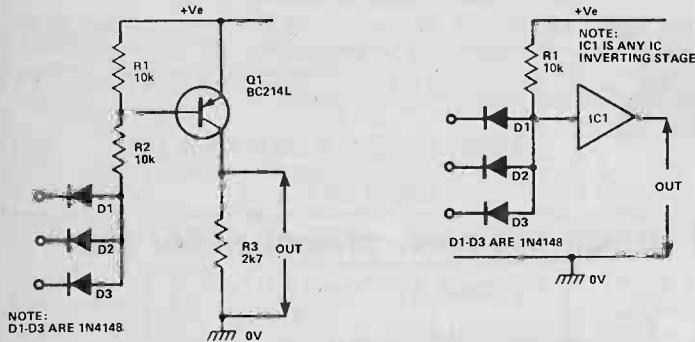 +Ve
R1
10k
Q1
BC214L
R2
10k
D1
D2
D3
R3
2k7
OUT
NOTE:
D1-D3 ARE 1N4148.
0V
+Ve
NOTE:
IC1 IS ANY IC
INVERTING STAGE
R1
10k
D1
IC1
D2
OUT
D3
D1-D3 ARE 1N4148
0V